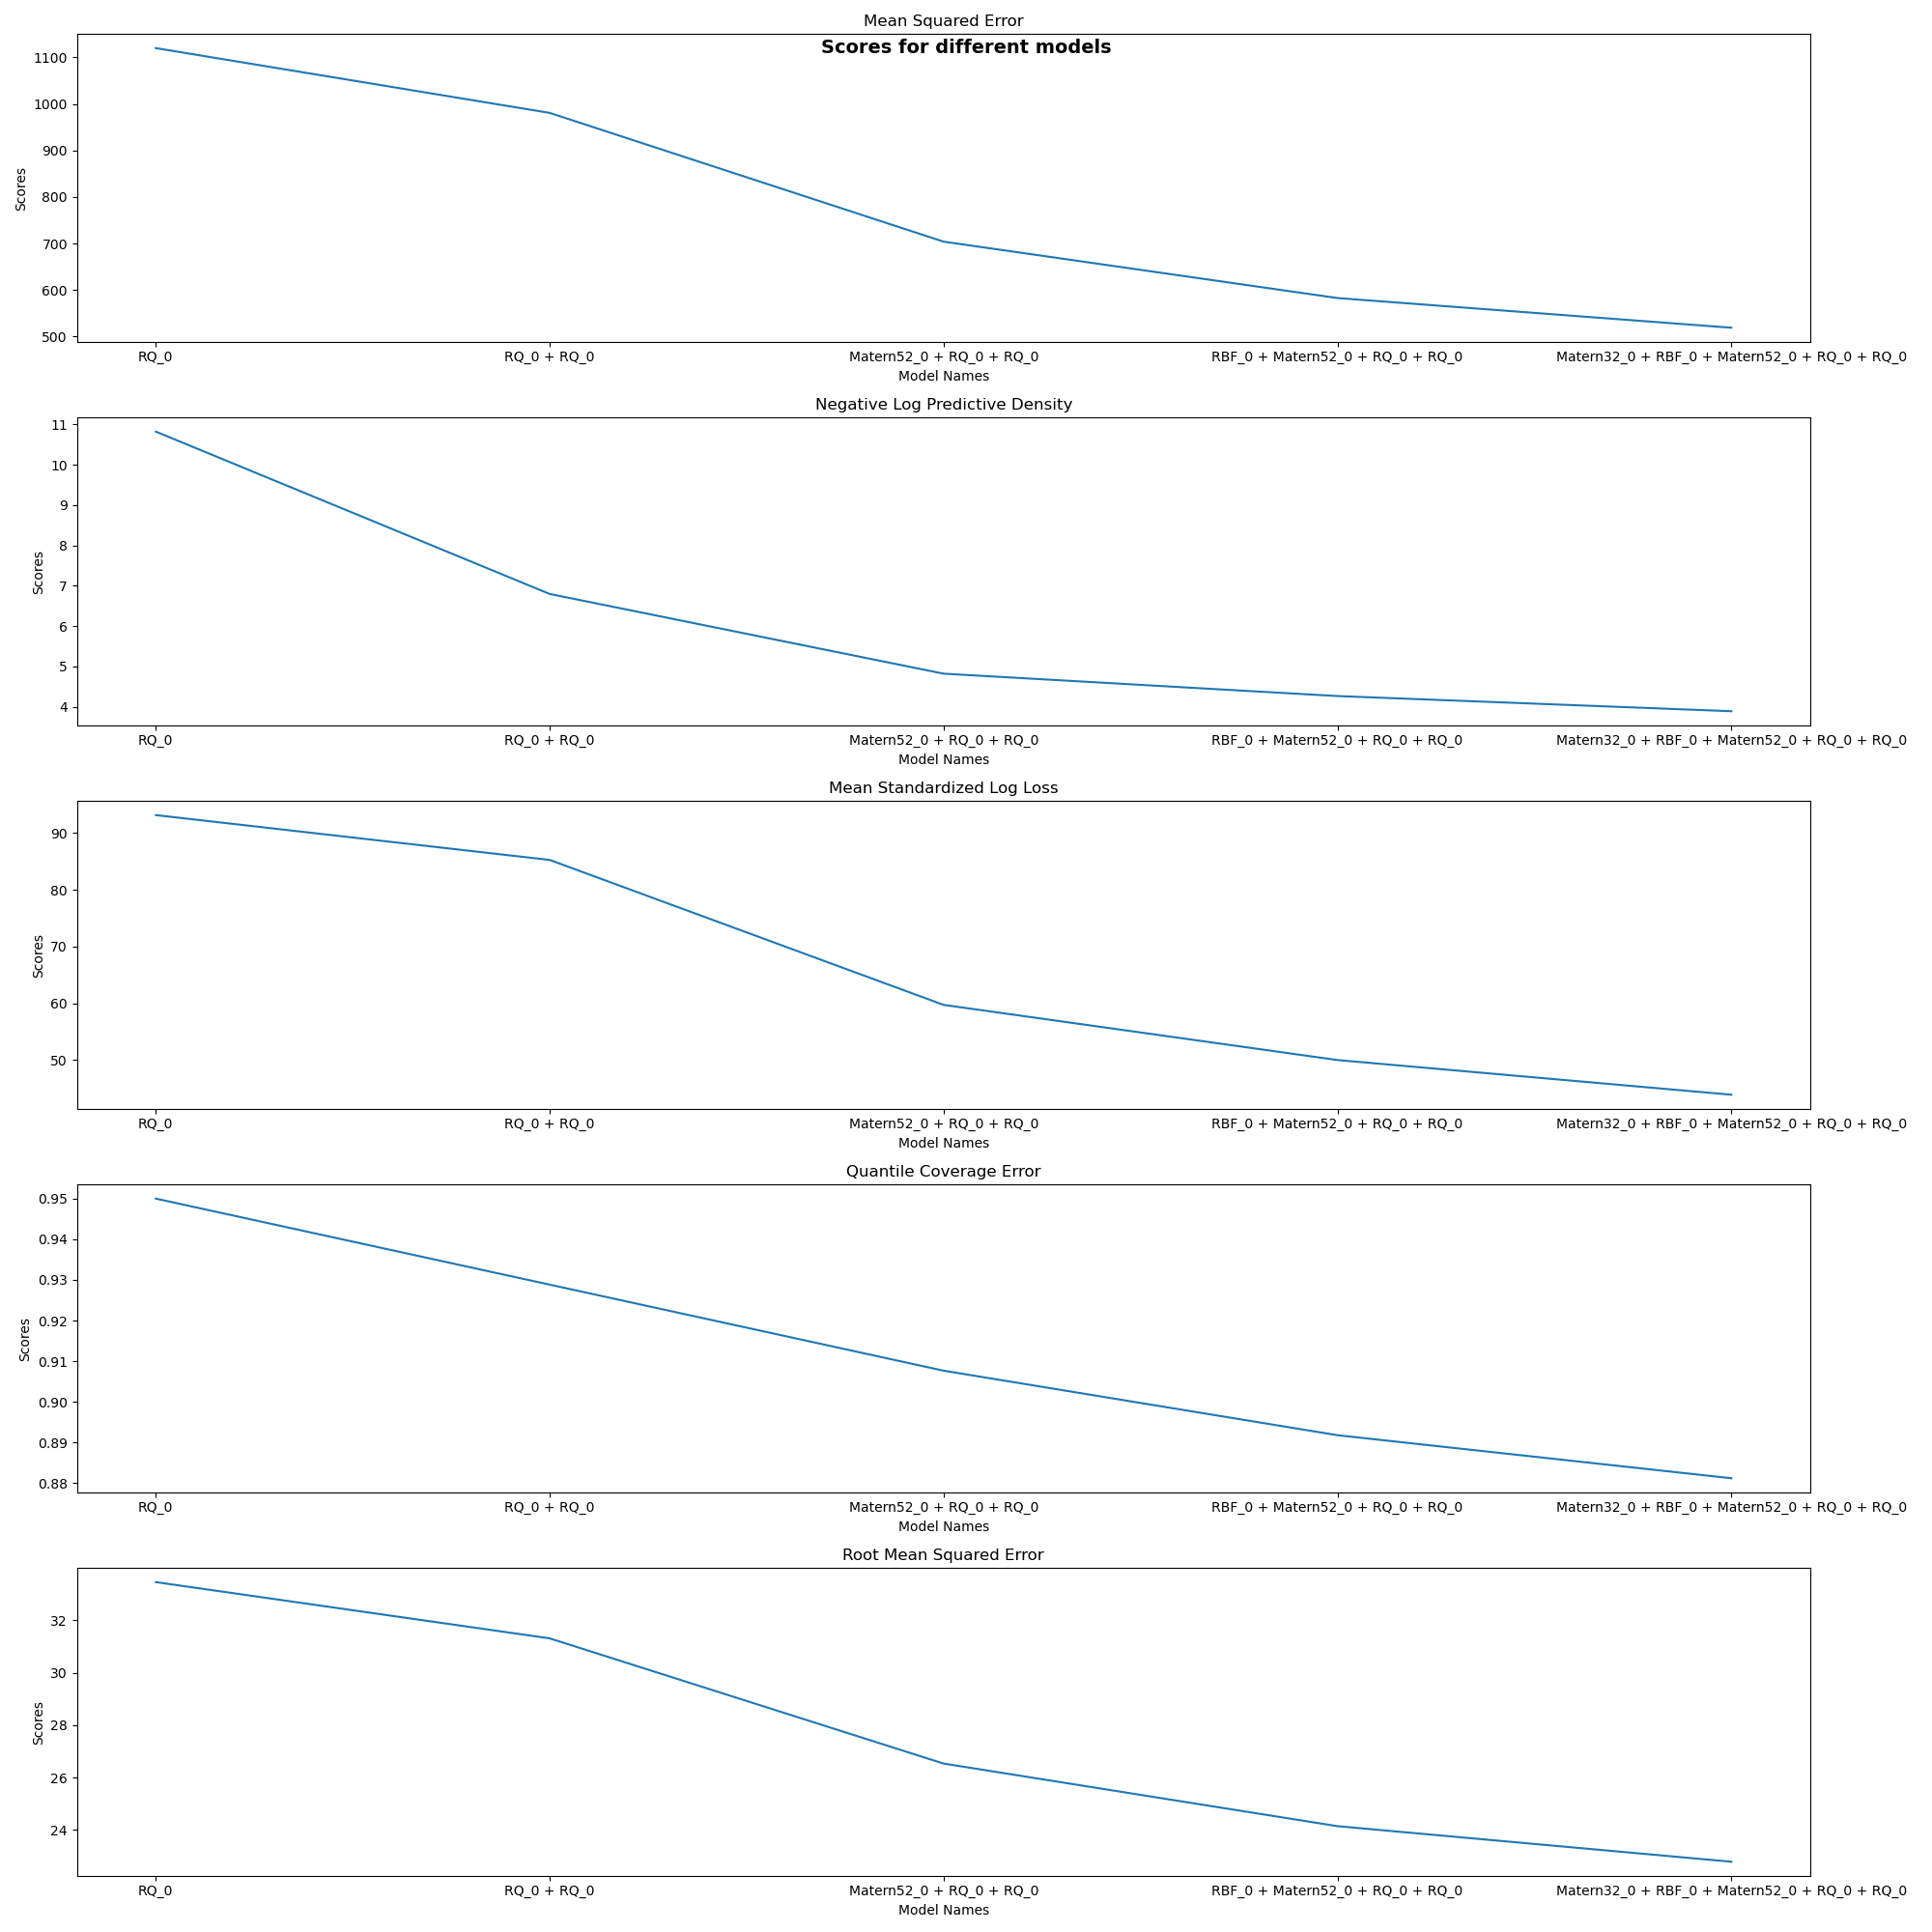 Mean Squared Error
Scores for different models
1100
1000
900
800
700
600
500
Scores
RQ_0 RQ_0 + RQ_0 Matern52_0 + RQ_0 + RQ_0 RBF_0 + Matern52_0 + RQ_0 + RQ_0 Matern32_0 + RBF_0 + Matern52_0 + RQ_0 + RQ_0
Model Names
Negative Log Predictive Density
11
10
9
8
7
6
5
4
Scores
RQ_0 RQ_0 + RQ_0 Matern52_0 + RQ_0 + RQ_0 RBF_0 + Matern52_0 + RQ_0 + RQ_0 Matern32_0 + RBF_0 + Matern52_0 + RQ_0 + RQ_0
Model Names
Mean Standardized Log Loss
90
80
70
60
50
Scores
RQ_0 RQ_0 + RQ_0 Matern52_0 + RQ_0 + RQ_0 RBF_0 + Matern52_0 + RQ_0 + RQ_0 Matern32_0 + RBF_0 + Matern52_0 + RQ_0 + RQ_0
Model Names
Quantile Coverage Error
0.95
0.94
0.93
0.92
0.91
0.90
0.89
0.88
Scores
RQ_0 RQ_0 + RQ_0 Matern52_0 + RQ_0 + RQ_0 RBF_0 + Matern52_0 + RQ_0 + RQ_0 Matern32_0 + RBF_0 + Matern52_0 + RQ_0 + RQ_0
Model Names
Root Mean Squared Error
32
30
28
26
24
Scores
RQ_0 RQ_0 + RQ_0 Matern52_0 + RQ_0 + RQ_0 RBF_0 + Matern52_0 + RQ_0 + RQ_0 Matern32_0 + RBF_0 + Matern52_0 + RQ_0 + RQ_0
Model Names